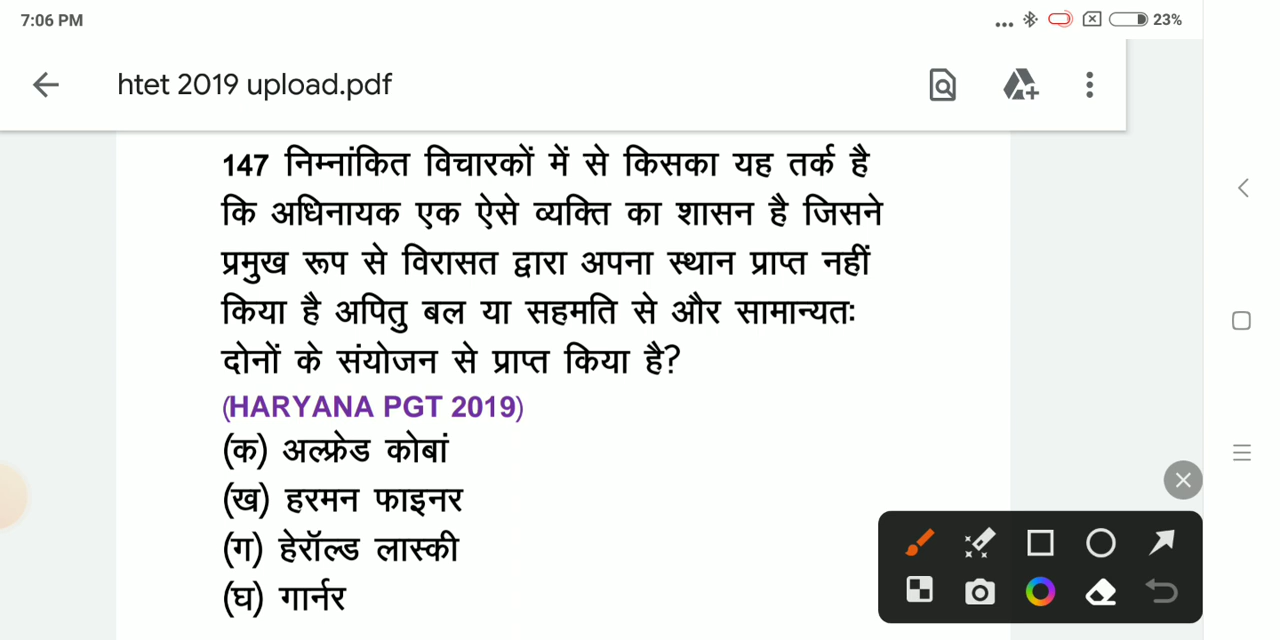 7:06 PM
23%
htet 2019 upload.pdf
147 निम्नांकित विचारकों में से किसका यह तर्क है
कि अधिनायक एक ऐसे व्यक्ति का शासन है जिसने
प्रमुख रूप से विरासत द्वारा अपना स्थान प्राप्त नहीं
किया है अपितु बल या सहमति से और सामान्यतः
दोनों के संयोजन से प्राप्त किया है?
(HARYANA PGT 2019)
(क) अल्फ्रेड कोबां
(ख) हरमन फाइनर
(ग) हेरॉल्ड लास्की
(घ) गार्नर